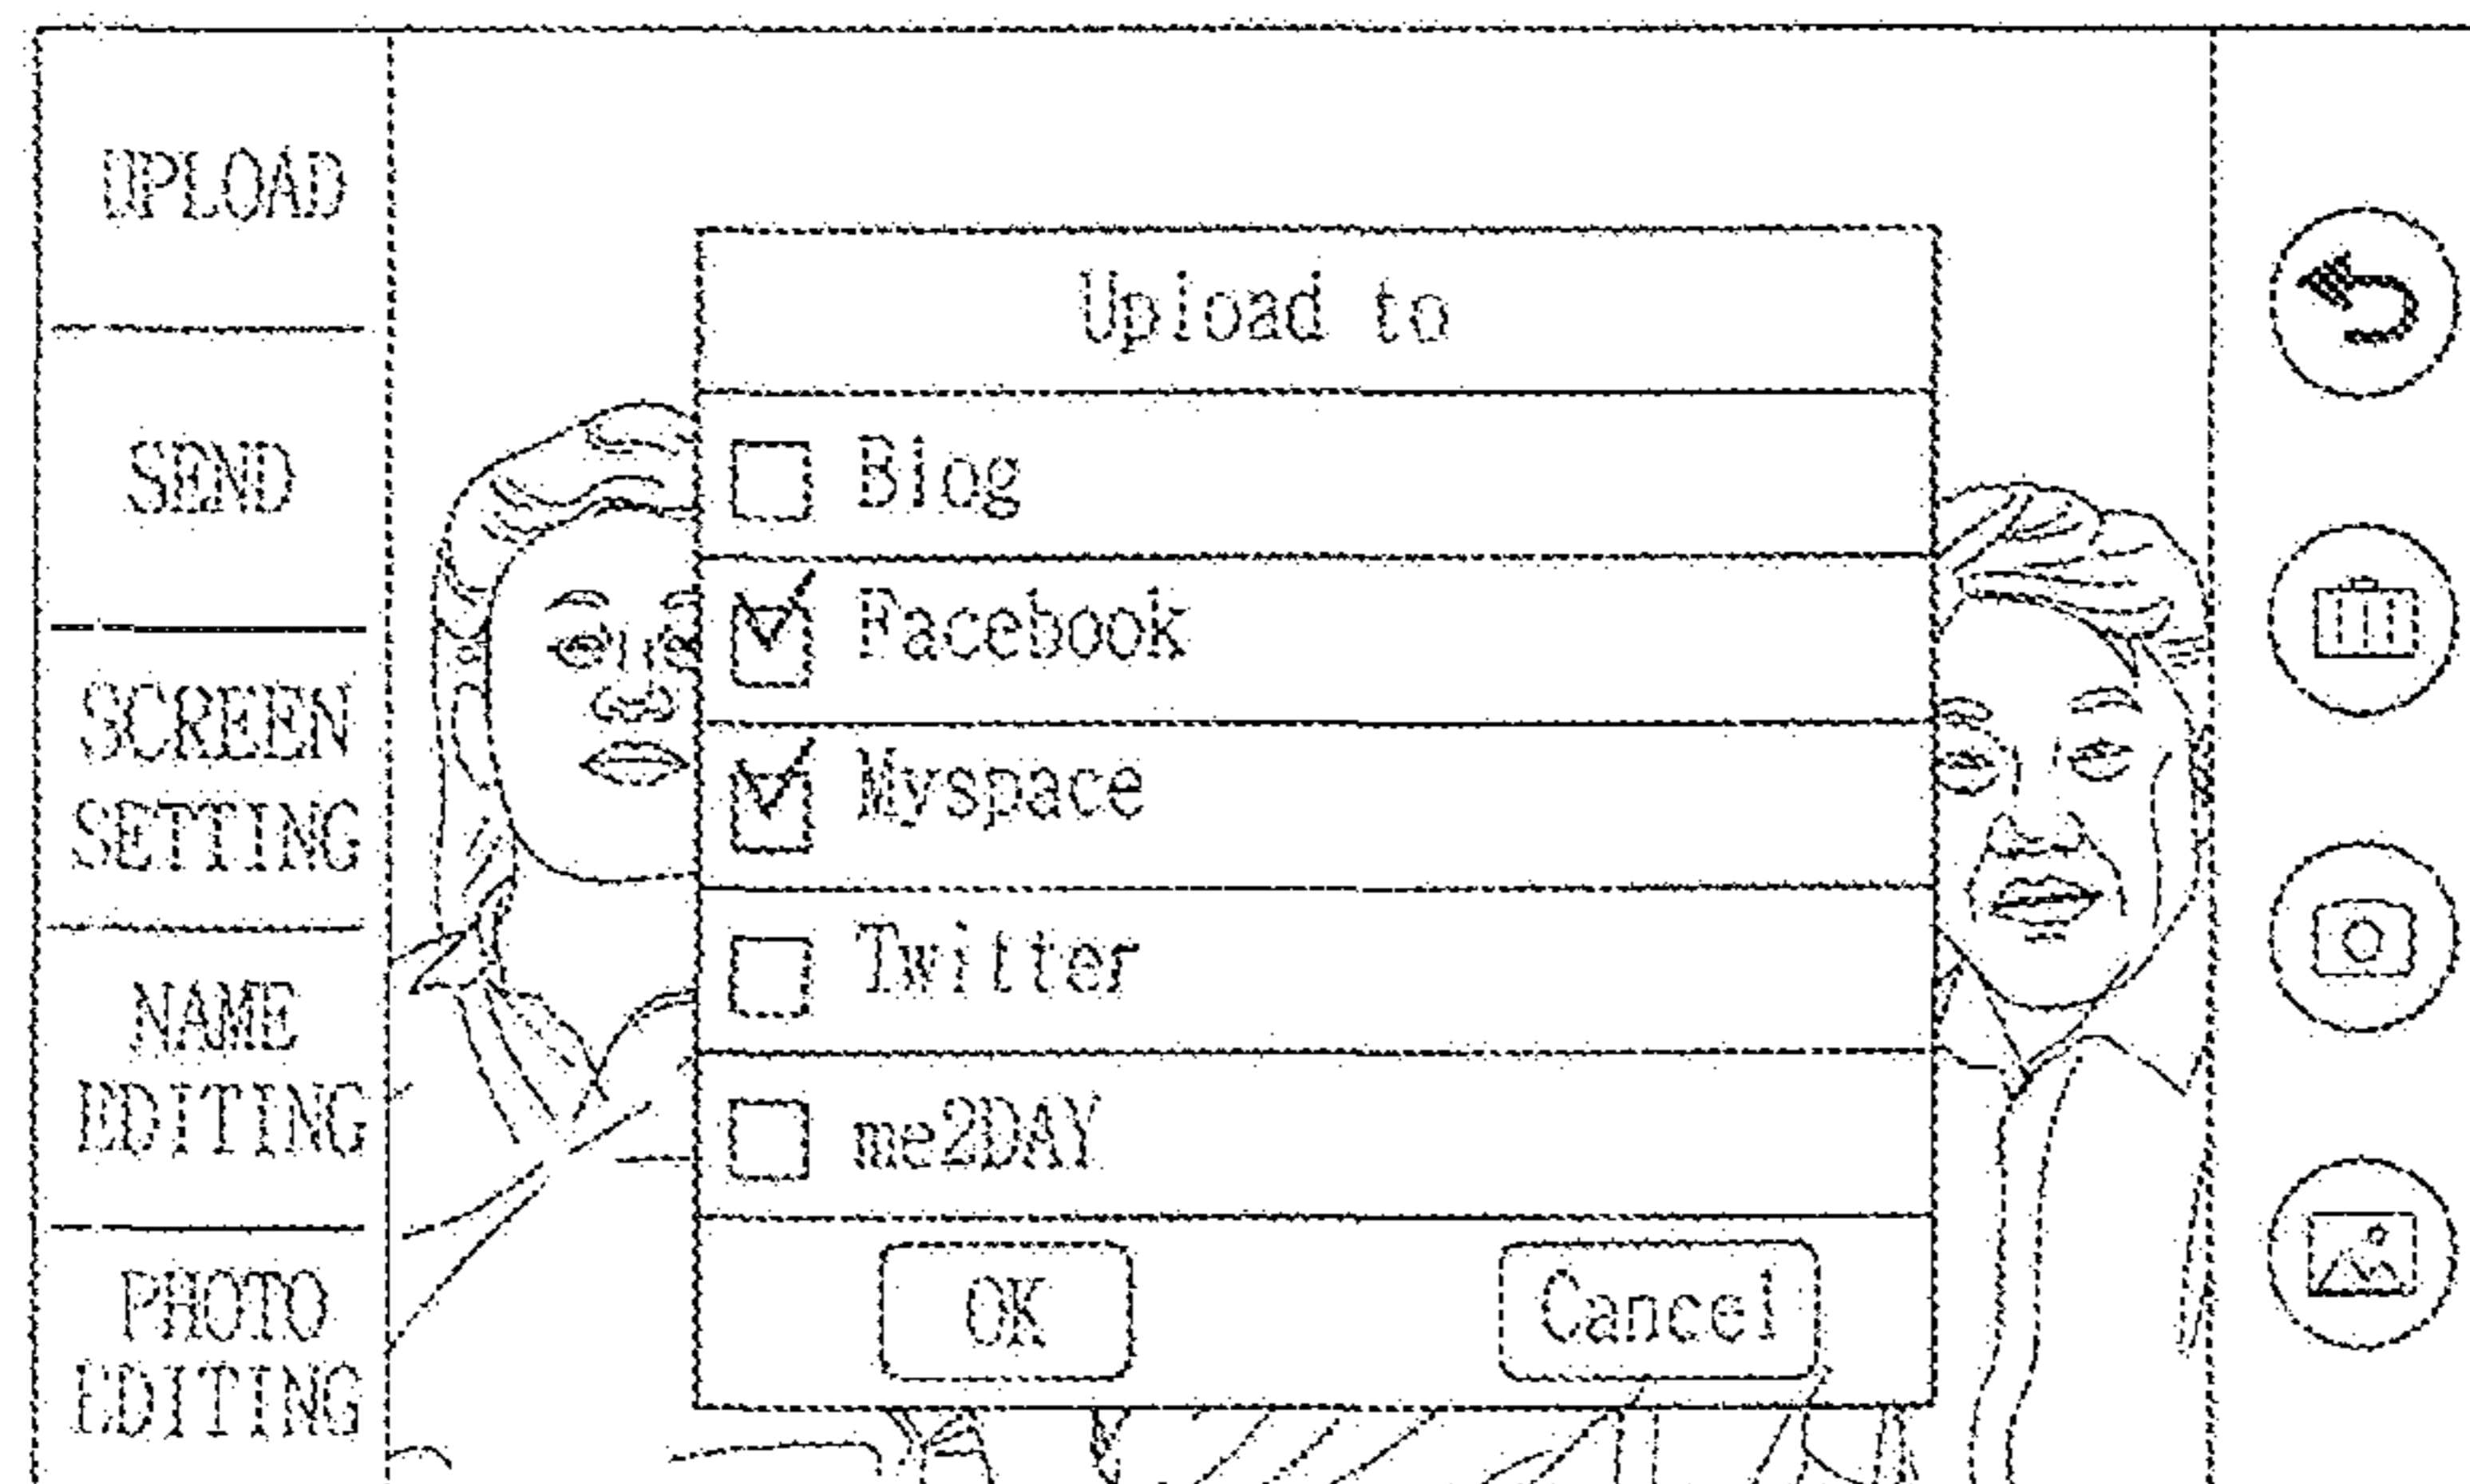 UPLOAD
SEND
SCREEN
SETTING
NAME
EDITING
PHOTO
EDITING
Upload to
Blog
Facebook
Myspace
Twitter
me2DAY
OK
Cancel